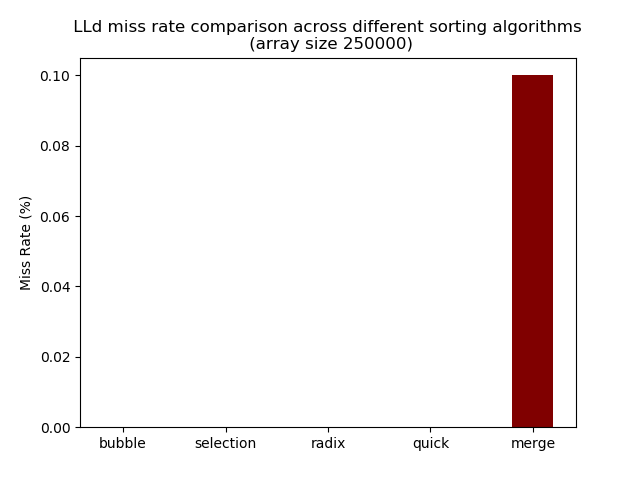 LLd miss rate comparison across different sorting algorithms
(array size 250000)
0.10
0.08
0.06
0.04
0.02
0.00
Miss Rate (%)
bubble selection radix quick merge